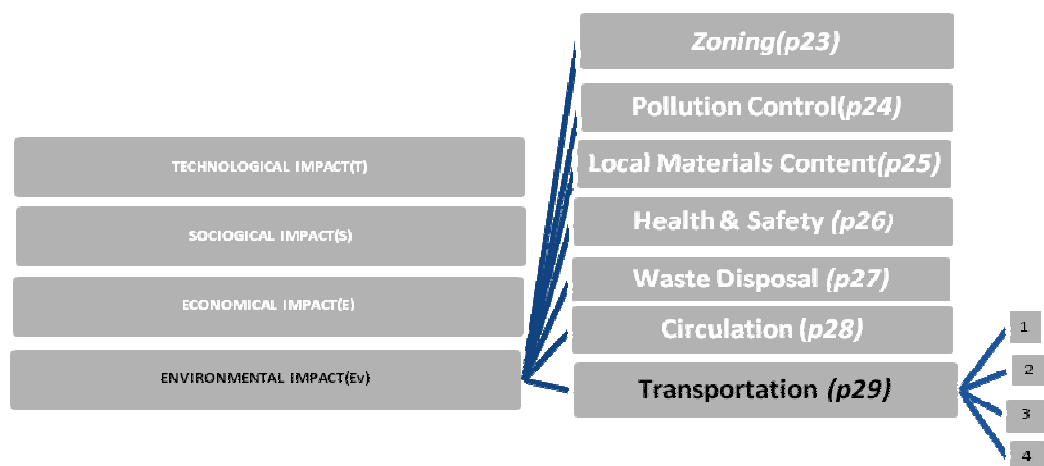 TECHNOLOGICAL IMPACT(T)
SOCIOGICAL IMPACT(S)
ECONOMICAL IMPACT(E)
ENVIRONMENTAL IMPACT(Ev)
Zoning(p23)
Pollution Control(p24)
Local Materials Content(p25)
Health & Safety (p26)
Waste Disposal (p27)
Circulation (p28)
Transportation (p29)
1
2
3
4